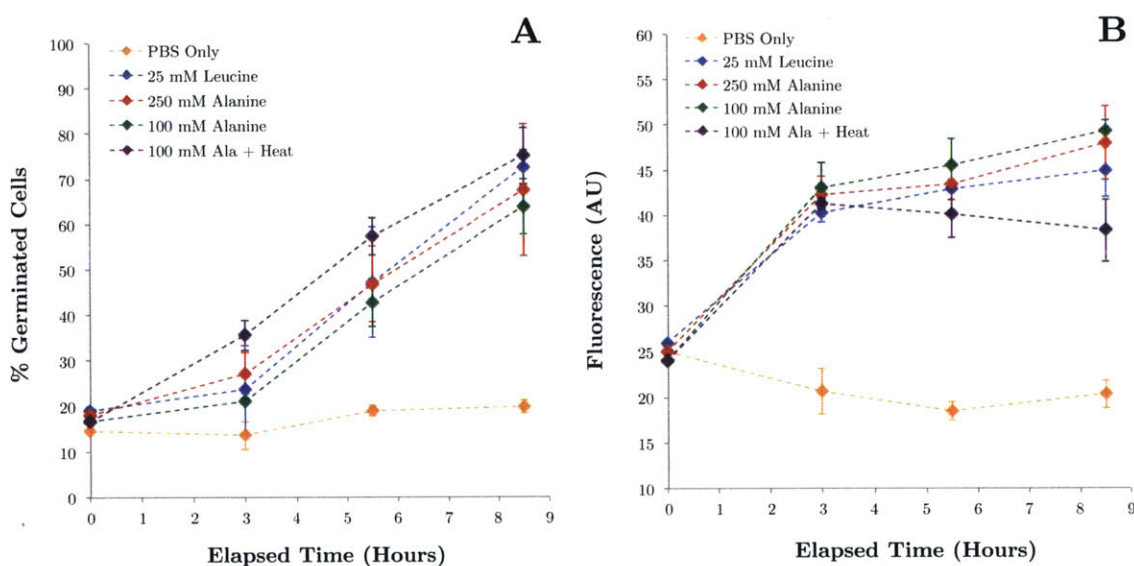 A
100
90
80
70
60
50
40
30
20
10
0
% Germinated Cells
PBS Only
25 mM Leucine
250 mM Alanine
100 mM Alanine
100 mM Ala + Heat
0 1 2 3 4 5 6 7 8 9
Elapsed Time (Hours)
B
60
55
50
45
40
35
30
25
20
15
10
Fluorescence (AU)
PBS Only
25 mM Leucine
250 mM Alanine
100 mM Alanine
100 mM Ala + Heat
0 1 2 3 4 5 6 7 8 9
Elapsed Time (Hours)